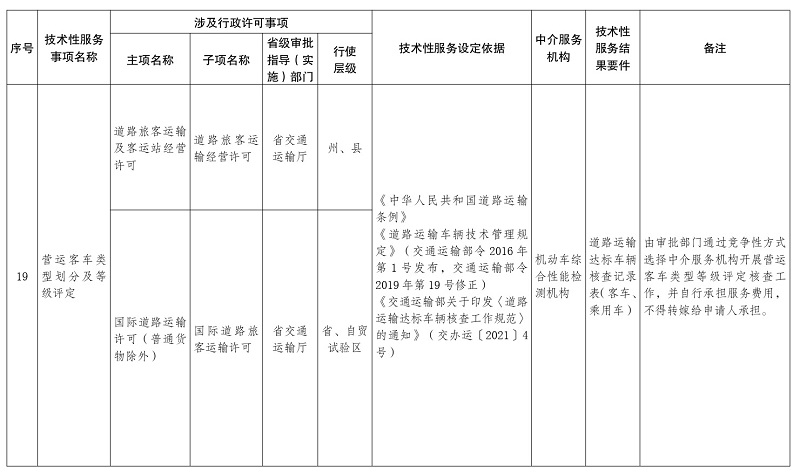 序号
技术性服务
事项名称
涉及行政许可事项
主项名称
子项名称
省级审批
指导（实
施）部门
行使
层级
技术性服务设定依据
中介服务
机构
技术性
服务结
果要件
备注
19
营运客车类
型划分及等
级评定
道路旅客运输
及客运站经营
许可
道路旅客运
输经营许可
省交通
运输厅
州、县
国际道路运输
许可（普通货
物除外）
国际道路旅
客运输许可
省交通
运输厅
省、自贸
试验区
《中华人民共和国道路运输
条例》
《道路运输车辆技术管理规
定》（交通运输部令 2016 年
第 1 号发布，交通运输部令
2019 年第 19 号修正）
《交通运输部关于印发〈道路
运输达标车辆核查工作规范〉
的通知》（交办运〔2021〕4
号）
机动车综
合性能检
测机构
道路运输
达标车辆
核查记录
表（客车、
乘用车）
由审批部门通过竞争性方式
选择中介服务机构开展营运
客车类型等级评定核查工
作，并自行承担服务费用，
不得转嫁给申请人承担。